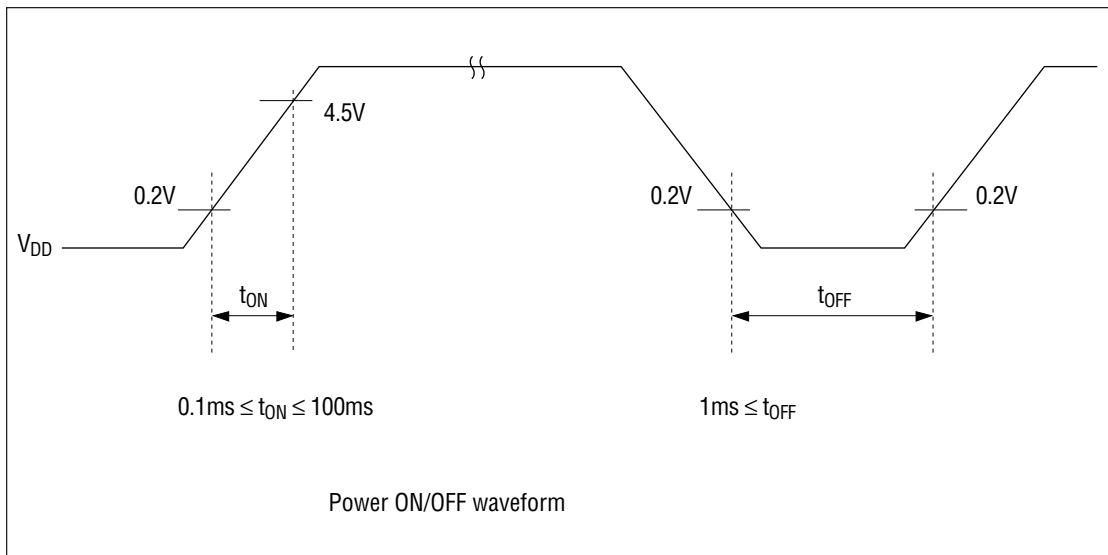 4.5V
0.2V
0.2V
0.2V
VDD
tON
tOFF
0.1ms ≤ tON ≤ 100ms
1ms ≤ tOFF
Power ON/OFF waveform